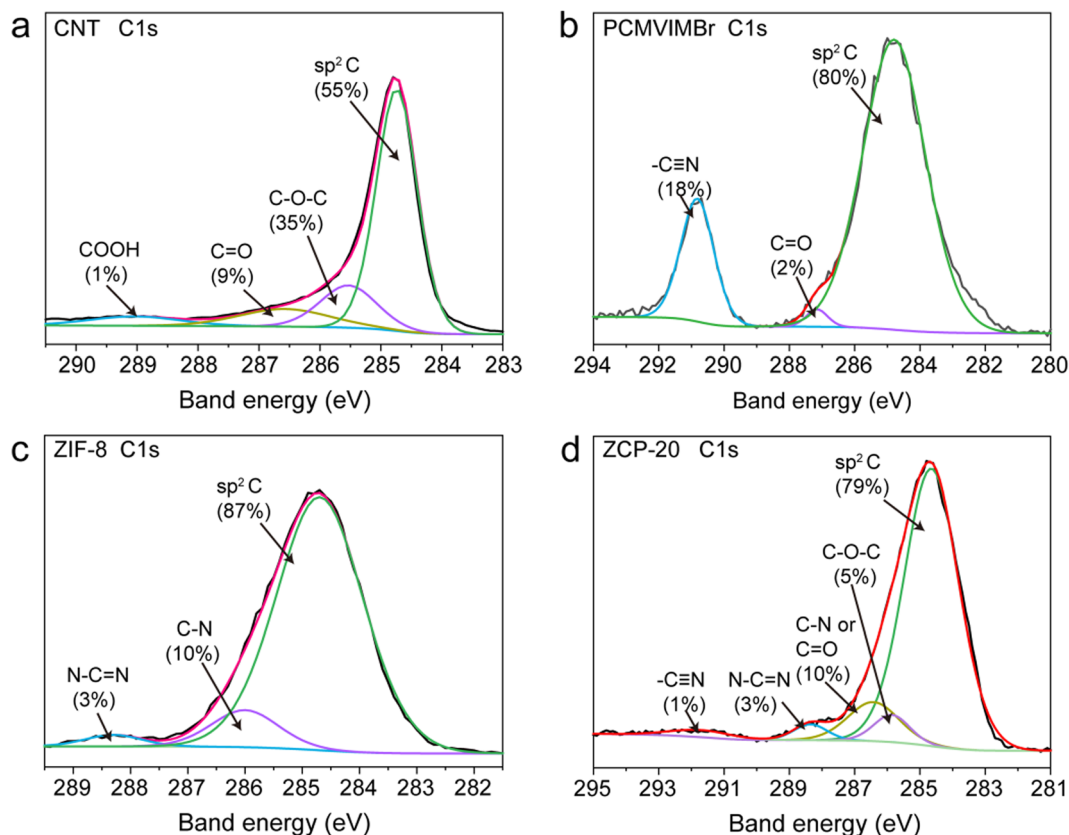 a
CNT C1s
sp² C
(55%)
C-O-C
(35%)
C=O
(9%)
COOH
(1%)
290 289 288 287 286 285 284 283
Band energy (eV)
b
PCMVIMBr C1s
sp² C
(80%)
-C≡N
(18%)
C=O
(2%)
294 292 290 288 286 284 282 280
Band energy (eV)
c
ZIF-8 C1s
sp² C
(87%)
C-N
(10%)
N-C=N
(3%)
289 288 287 286 285 284 283 282
Band energy (eV)
d
ZCP-20 C1s
sp² C
(79%)
C-O-C
(5%)
C-N or
C=O
(10%)
N-C=N
(3%)
-C≡N
(1%)
295 293 291 289 287 285 283 281
Band energy (eV)